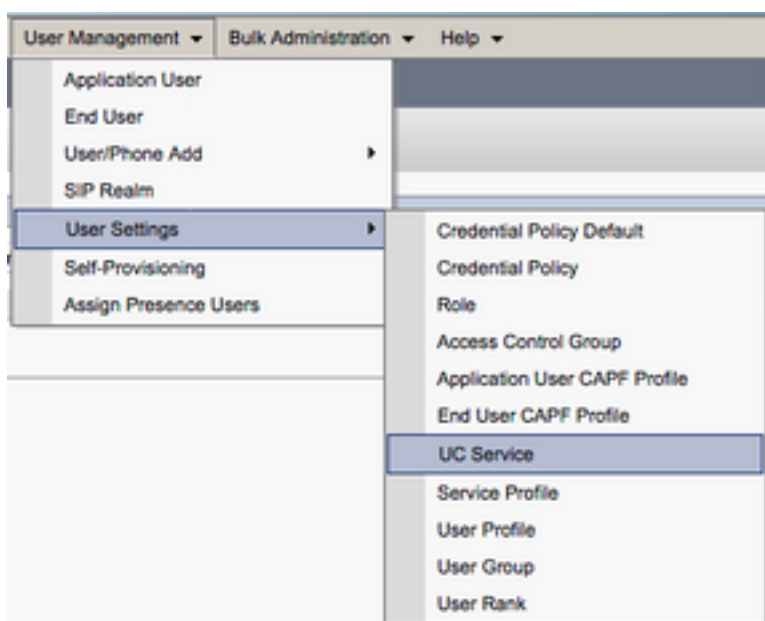 User Management Bulk Administration Help
Application User
End User
User/Phone Add
SIP Realm
User Settings
Self-Provisioning
Assign Presence Users
Credential Policy Default
Credential Policy
Role
Access Control Group
Application User CAPF Profile
End User CAPF Profile
UC Service
Service Profile
User Profile
User Group
User Rank